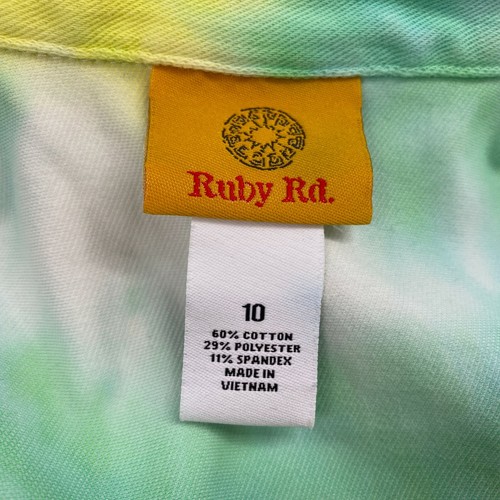 Ruby Rd.
10
60% COTTON
29% POLYESTER
11% SPANDEX
MADE IN
VIETNAM